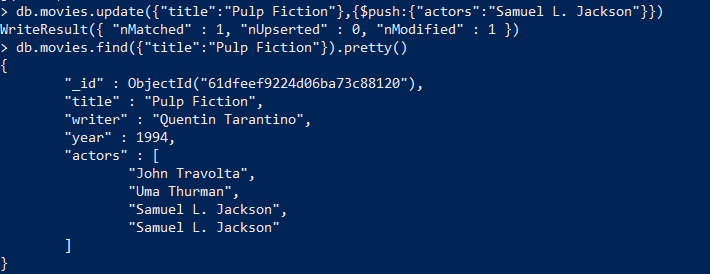 > db.movies.update({"title":"Pulp Fiction"},{$push:{"actors":"Samuel L. Jackson"}})
WriteResult({ "nMatched" : 1, "nUpserted" : 0, "nModified" : 1 })
> db.movies.find({"title":"Pulp Fiction"}).pretty()
{
        "_id" : ObjectId("61dfeef9224d06ba73c88120"),
        "title" : "Pulp Fiction",
        "writer" : "Quentin Tarantino",
        "year" : 1994,
        "actors" : [
                "John Travolta",
                "Uma Thurman",
                "Samuel L. Jackson",
                "Samuel L. Jackson"
        ]
}